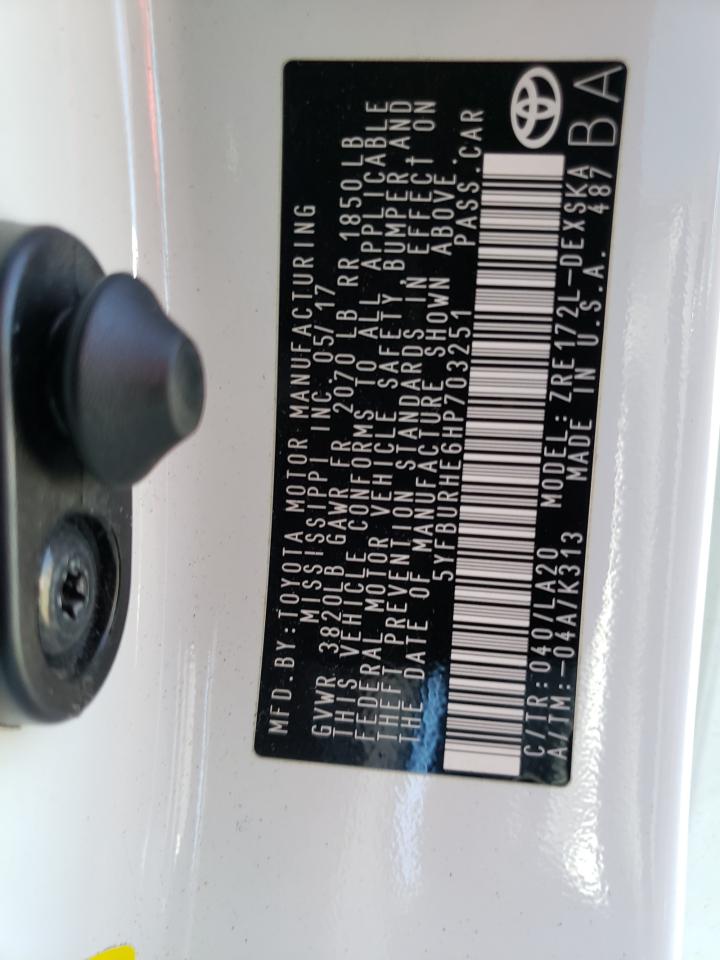 MFD.BY:TOYOTA MOTOR MANUFACTURING
MISSISSIPPI INC. 05/17
GVWR 3820LB GAWR FR 2070 LB RR 1850 LB
THIS VEHICLE CONFORMS TO ALL APPLICABLE
FEDERAL MOTOR VEHICLE SAFETY, BUMPER AND
THEFT PREVENTION STANDARDS IN EFFECT ON
THE DATE OF MANUFACTURE SHOWN ABOVE.
5YFBURHE6HP703251 PASS.CAR
C/TR:040/LA20 MODEL:ZRE172L-DEXSKA
A/TM:-04A/K313 MADE IN U.S.A. 487
BA